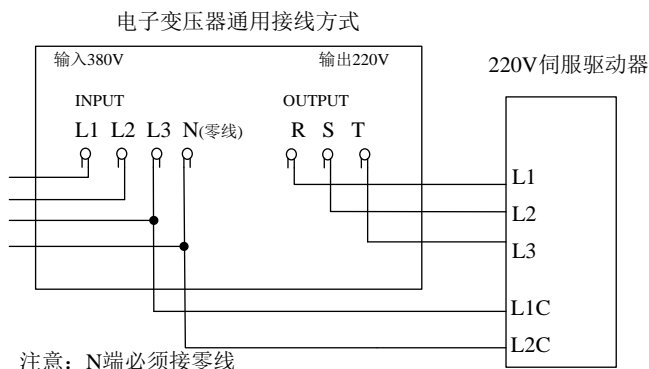 电子变压器通用接线方式
输入380V 输出220V
220V伺服驱动器
INPUT OUTPUT
L1 L2 L3 N(零线) R S T
L1
L2
L3
L1C
L2C
注意：N端必须接零线